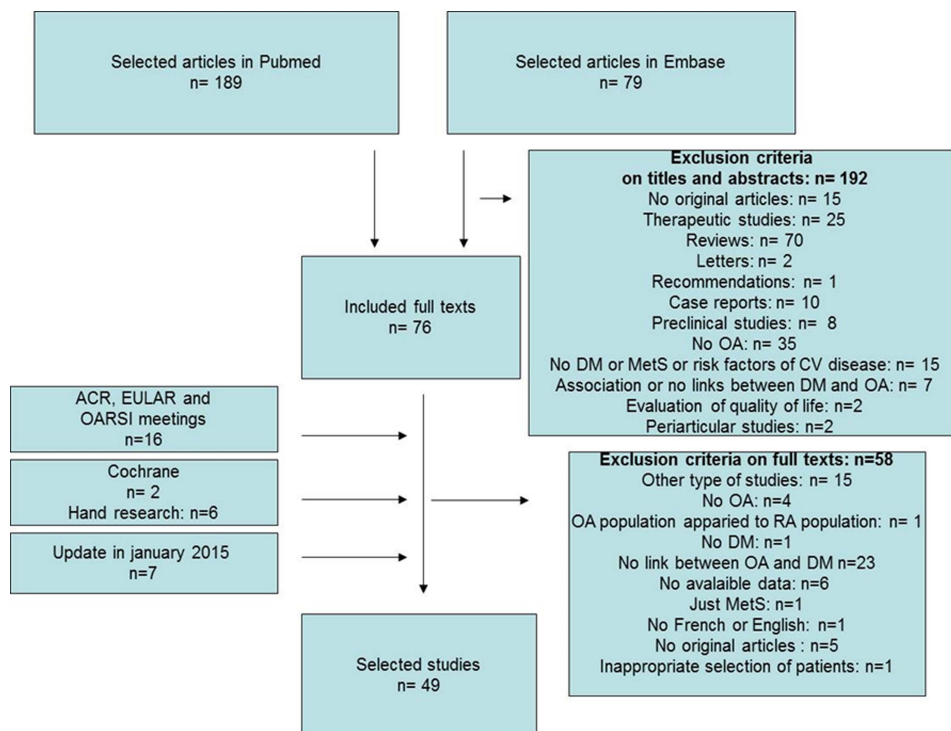 Selected articles in Pubmed
n= 189
Selected articles in Embase
n= 79
Exclusion criteria
on titles and abstracts: n= 192
No original articles: n= 15
Therapeutic studies: n= 25
Reviews: n= 70
Letters: n= 2
Recommendations: n= 1
Case reports: n= 10
Preclinical studies: n= 8
No OA: n= 35
No DM or MetS or risk factors of CV disease: n= 15
Association or no links between DM and OA: n= 7
Evaluation of quality of life: n=2
Periarticular studies: n=2
Included full texts
n= 76
ACR, EULAR and
OARSI meetings
n=16
Cochrane
n= 2
Hand research: n=6
Update in january 2015
n=7
Exclusion criteria on full texts: n=58
Other type of studies: n= 15
No OA: n=4
OA population apparied to RA population: n= 1
No DM: n=1
No link between OA and DM n=23
No avalaible data: n=6
Just MetS: n=1
No French or English: n=1
No original articles : n=5
Inappropriate selection of patients: n=1
Selected studies
n= 49